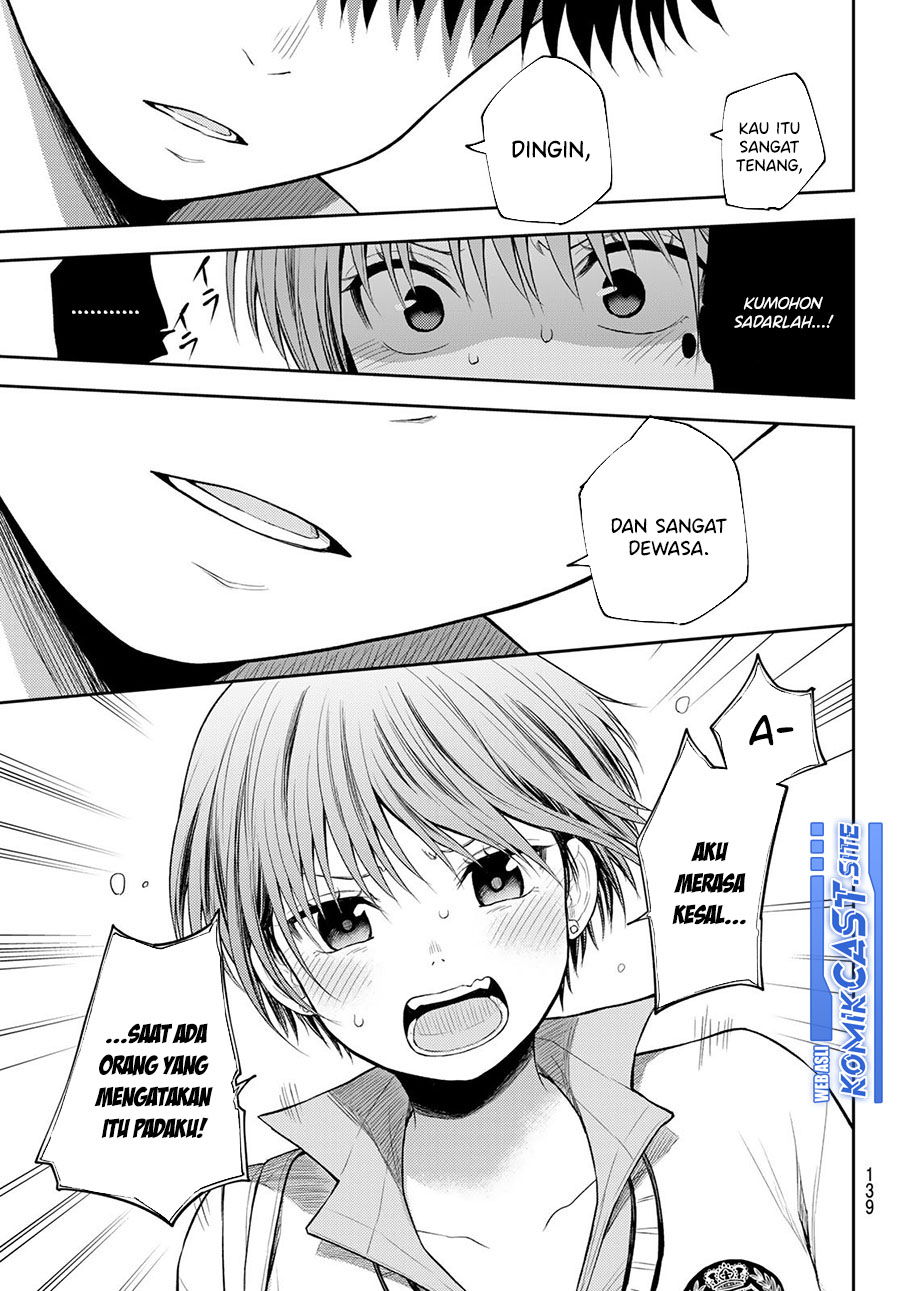 KAU ITU
SANGAT
TENANG,
DINGIN,
KUMOHON
SADARLAH...!
イラ
イラ
............
DAN SANGAT
DEWASA.
A-
AKU
MERASA
KESAL...
...SAAT ADA
ORANG YANG
MENGATAKAN
ITU PADAKU!
WEB ASLI
KOMIKCAST.SITE
139